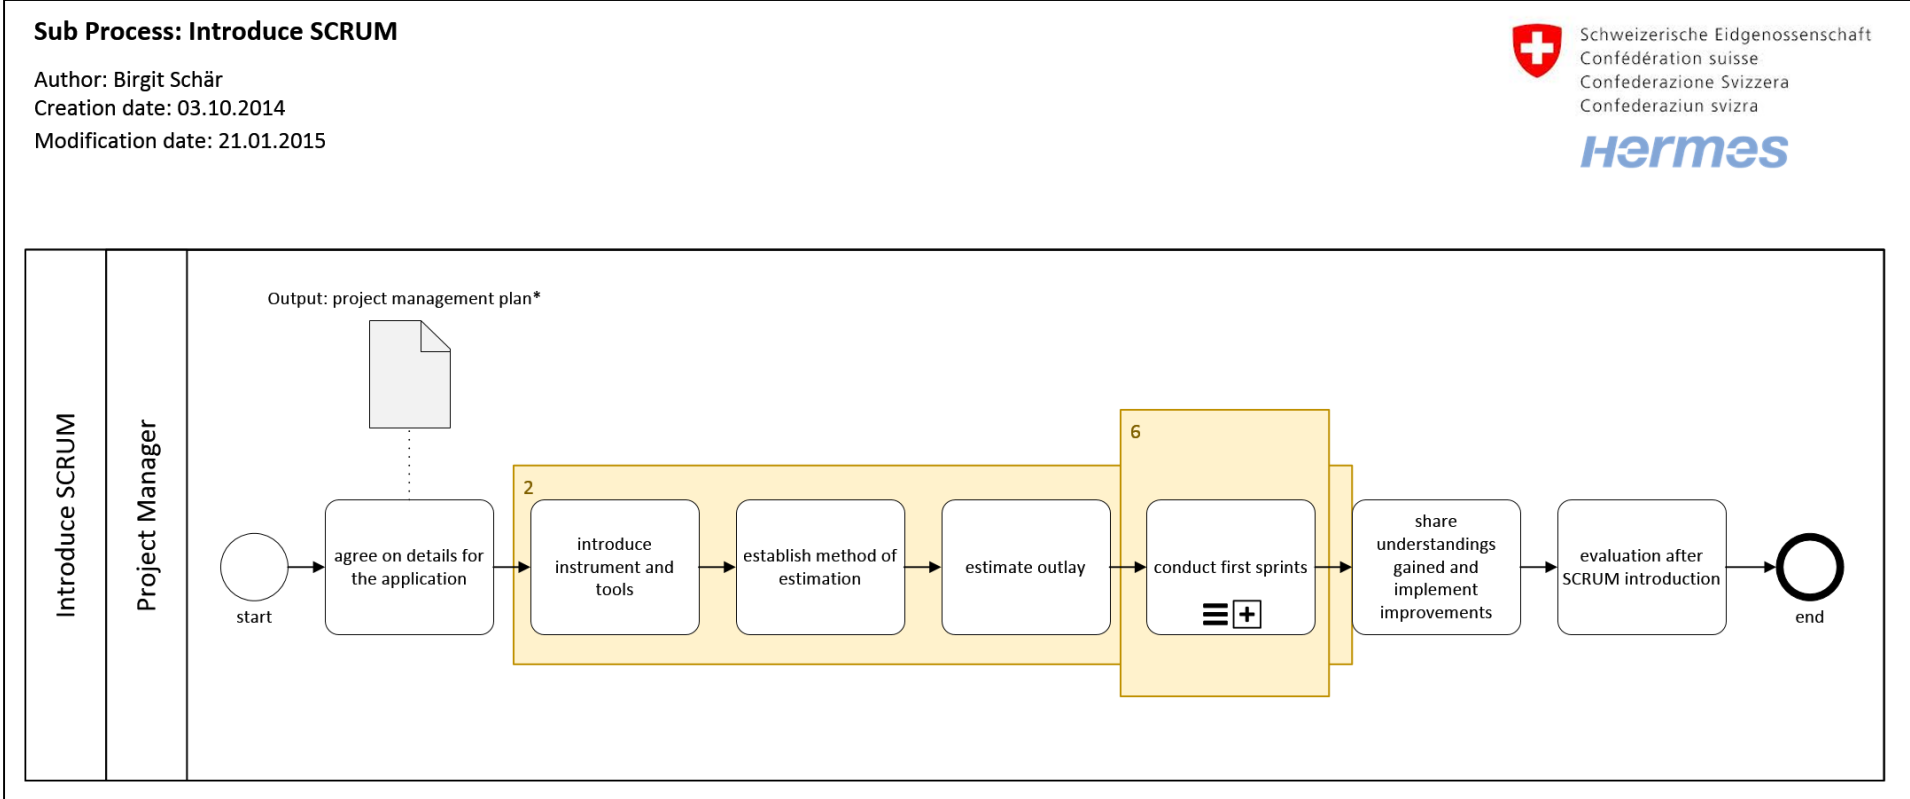 Sub Process: Introduce SCRUM
Author: Birgit Schär
Creation date: 03.10.2014
Modification date: 21.01.2015
Schweizerische Eidgenossenschaft
Confédération suisse
Confederazione Svizzera
Confederaziun svizra
Hermes
Introduce SCRUM
Project Manager
Output: project management plan*
start
agree on details for
the application
2
introduce
instrument and
tools
establish method of
estimation
estimate outlay
6
conduct first sprints
share
understandings
gained and
implement
improvements
evaluation after
SCRUM introduction
end